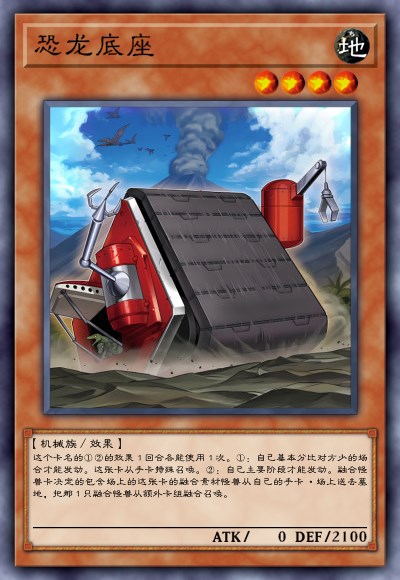 恐龙底座
地
【机械族／效果】
这个卡名的①②的效果1回合各能使用1次。①：自己基本分比对方少的场
合才能发动。这张卡从手卡特殊召唤。②：自己主要阶段才能发动。融合怪
兽卡决定的包含场上的这张卡的融合素材怪兽从自己的手卡·场上送去墓
地，把那1只融合怪兽从额外卡组融合召唤。
ATK/ 0 DEF/2100